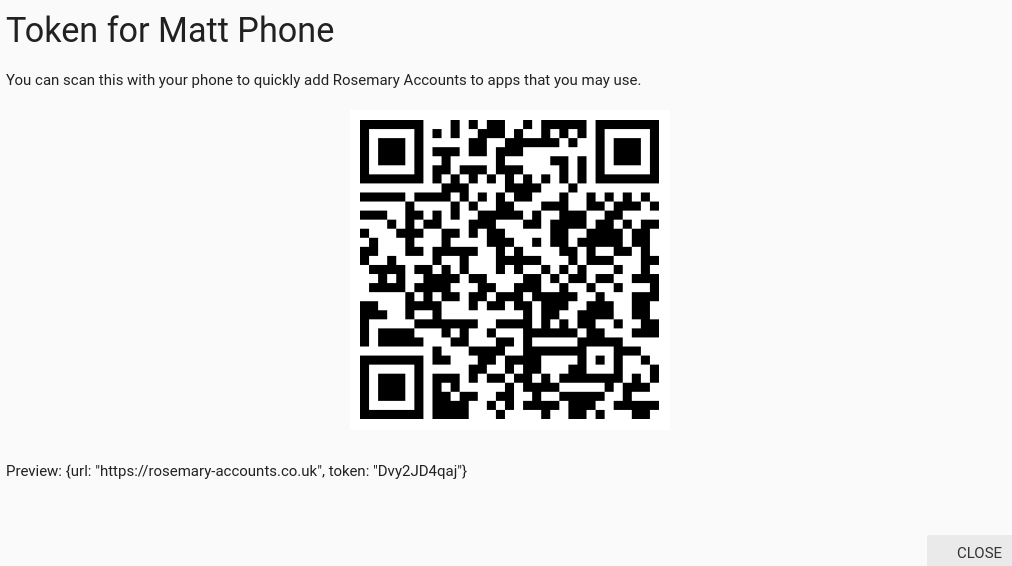 Token for Matt Phone
You can scan this with your phone to quickly add Rosemary Accounts to apps that you may use.
Preview: {url: "https://rosemary-accounts.co.uk", token: "Dvy2JD4qaj"}
CLOSE